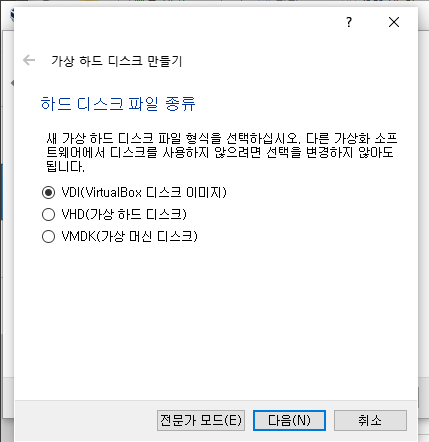 ?
가상 하드 디스크 만들기
하드 디스크 파일 종류
새 가상 하드 디스크 파일 형식을 선택하십시오. 다른 가상화 소프
트웨어에서 디스크를 사용하지 않으려면 선택을 변경하지 않아도
됩니다.
VDI(VirtualBox 디스크 이미지)
VHD(가상 하드 디스크)
VMDK(가상 머신 디스크)
전문가 모드(E) 다음(N) 취소